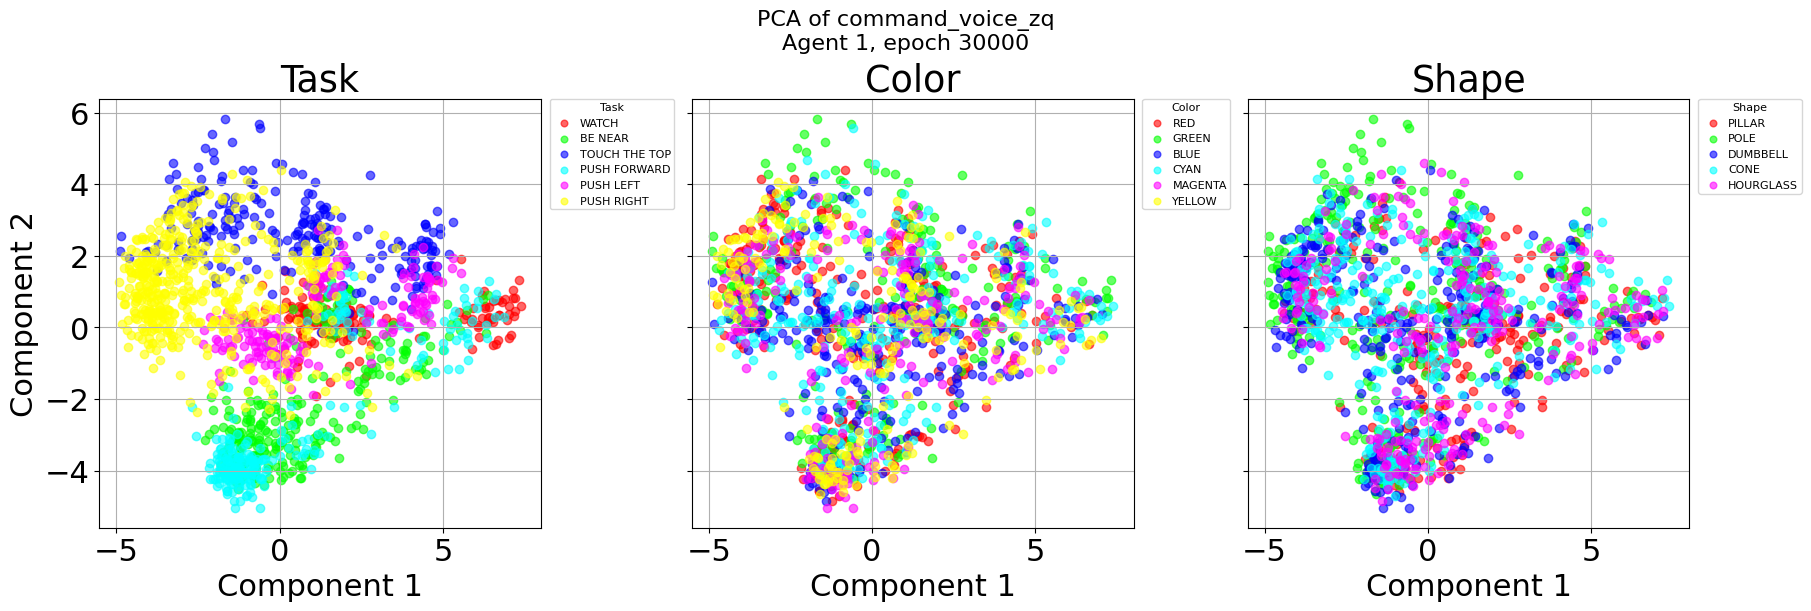 PCA of command_voice_zq
Agent 1, epoch 30000
Task
Color
Shape
Task
WATCH
BE NEAR
TOUCH THE TOP
PUSH FORWARD
PUSH LEFT
PUSH RIGHT
Color
RED
GREEN
BLUE
CYAN
MAGENTA
YELLOW
Shape
PILLAR
POLE
DUMBBELL
CONE
HOURGLASS
Component 2
6
4
2
0
−2
−4
−5 0 5
−5 0 5
−5 0 5
Component 1
Component 1
Component 1